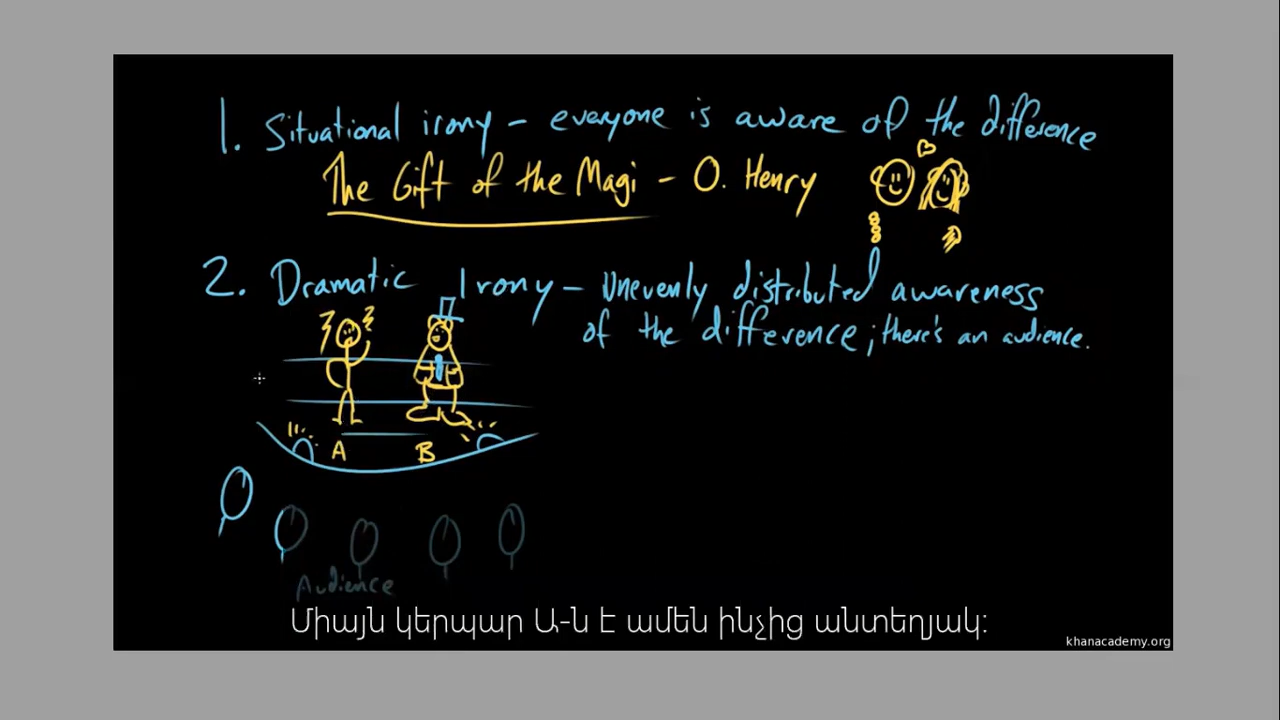 1. Situational irony - everyone is aware of the difference
The Gift of the Magi - O. Henry
2. Dramatic Irony - Unevenly distributed awareness
of the difference; there's an audience.
A B
Audience
Միայն կերպար Ա-ն է ամեն ինչից անտեղյակ:
khanacademy.org